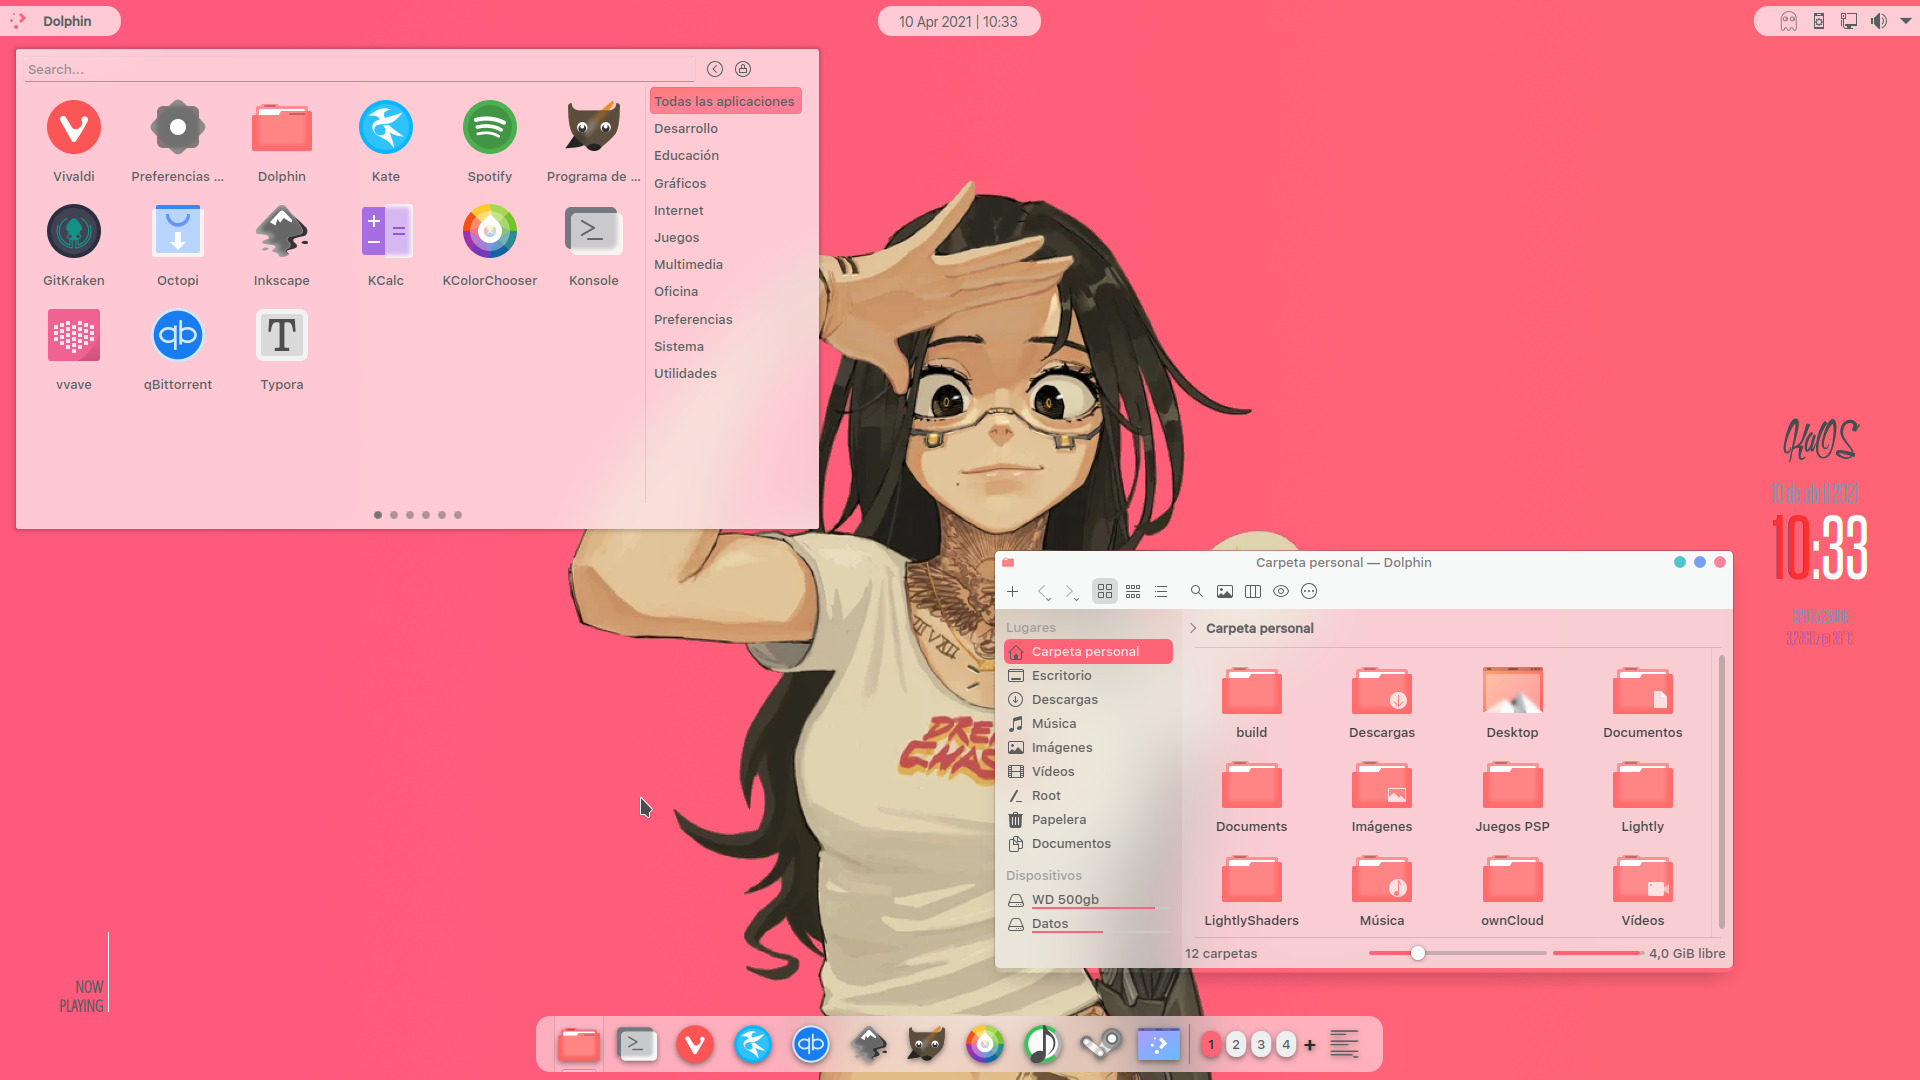 Dolphin
10 Apr 2021 | 10:33
Search...
Todas las aplicaciones
Desarrollo
Educación
Gráficos
Internet
Juegos
Multimedia
Oficina
Preferencias
Sistema
Utilidades
Vivaldi
Preferencias ...
Dolphin
Kate
Spotify
Programa de ...
GitKraken
Octopi
Inkscape
KCalc
KColorChooser
Konsole
vvave
qBittorrent
Typora
KaOS
10 de abril 2021
10:33
Carpeta personal — Dolphin
Lugares
Carpeta personal
Escritorio
Descargas
Música
Imágenes
Vídeos
Root
Papelera
Documentos
Dispositivos
WD 500gb
Datos
Carpeta personal
build
Descargas
Desktop
Documentos
Documents
Imágenes
Juegos PSP
Lightly
LightlyShaders
Música
ownCloud
Vídeos
12 carpetas
4,0 GiB libre
NOW
PLAYING
1 2 3 4 +